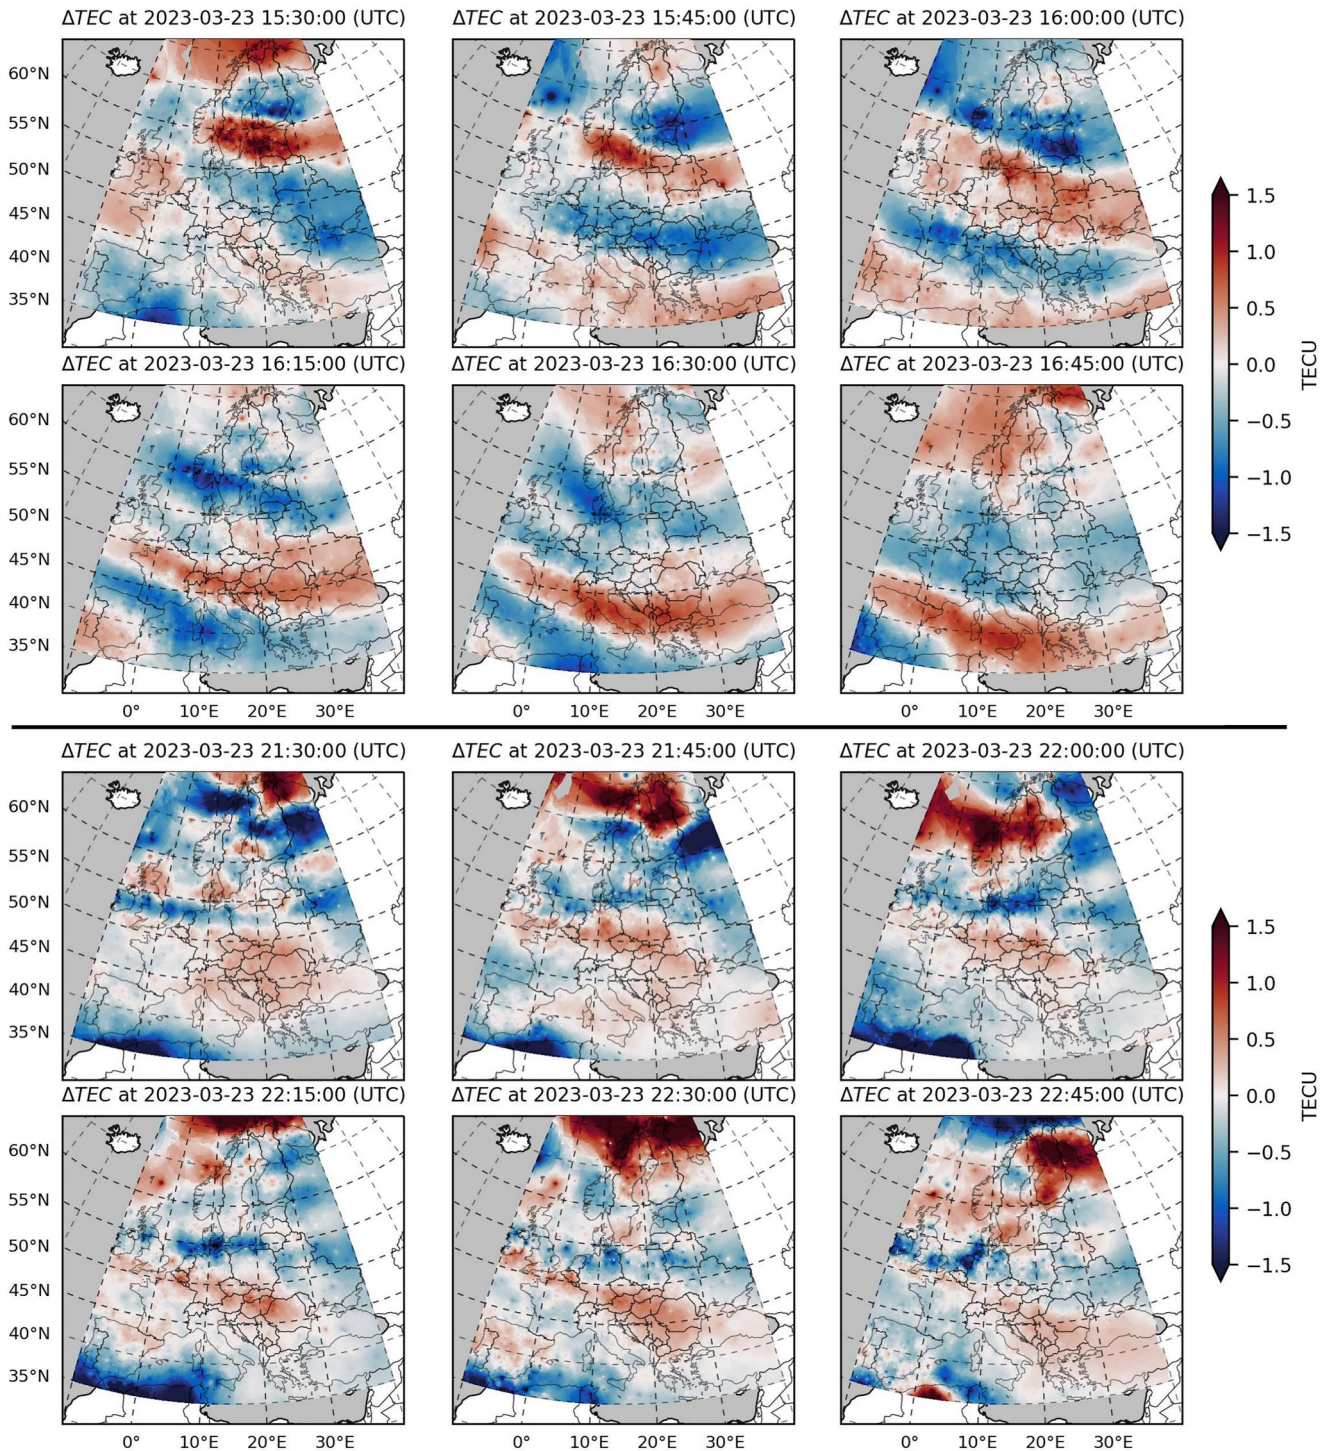 ΔTEC at 2023-03-23 15:30:00 (UTC)
ΔTEC at 2023-03-23 15:45:00 (UTC)
ΔTEC at 2023-03-23 16:00:00 (UTC)
60°N
55°N
50°N
45°N
40°N
35°N
1.5
1.0
0.5
0.0
−0.5
−1.0
−1.5
TECU
ΔTEC at 2023-03-23 16:15:00 (UTC)
ΔTEC at 2023-03-23 16:30:00 (UTC)
ΔTEC at 2023-03-23 16:45:00 (UTC)
60°N
55°N
50°N
45°N
40°N
35°N
0° 10°E 20°E 30°E
0° 10°E 20°E 30°E
0° 10°E 20°E 30°E
ΔTEC at 2023-03-23 21:30:00 (UTC)
ΔTEC at 2023-03-23 21:45:00 (UTC)
ΔTEC at 2023-03-23 22:00:00 (UTC)
60°N
55°N
50°N
45°N
40°N
35°N
1.5
1.0
0.5
0.0
−0.5
−1.0
−1.5
TECU
ΔTEC at 2023-03-23 22:15:00 (UTC)
ΔTEC at 2023-03-23 22:30:00 (UTC)
ΔTEC at 2023-03-23 22:45:00 (UTC)
60°N
55°N
50°N
45°N
40°N
35°N
0° 10°E 20°E 30°E
0° 10°E 20°E 30°E
0° 10°E 20°E 30°E